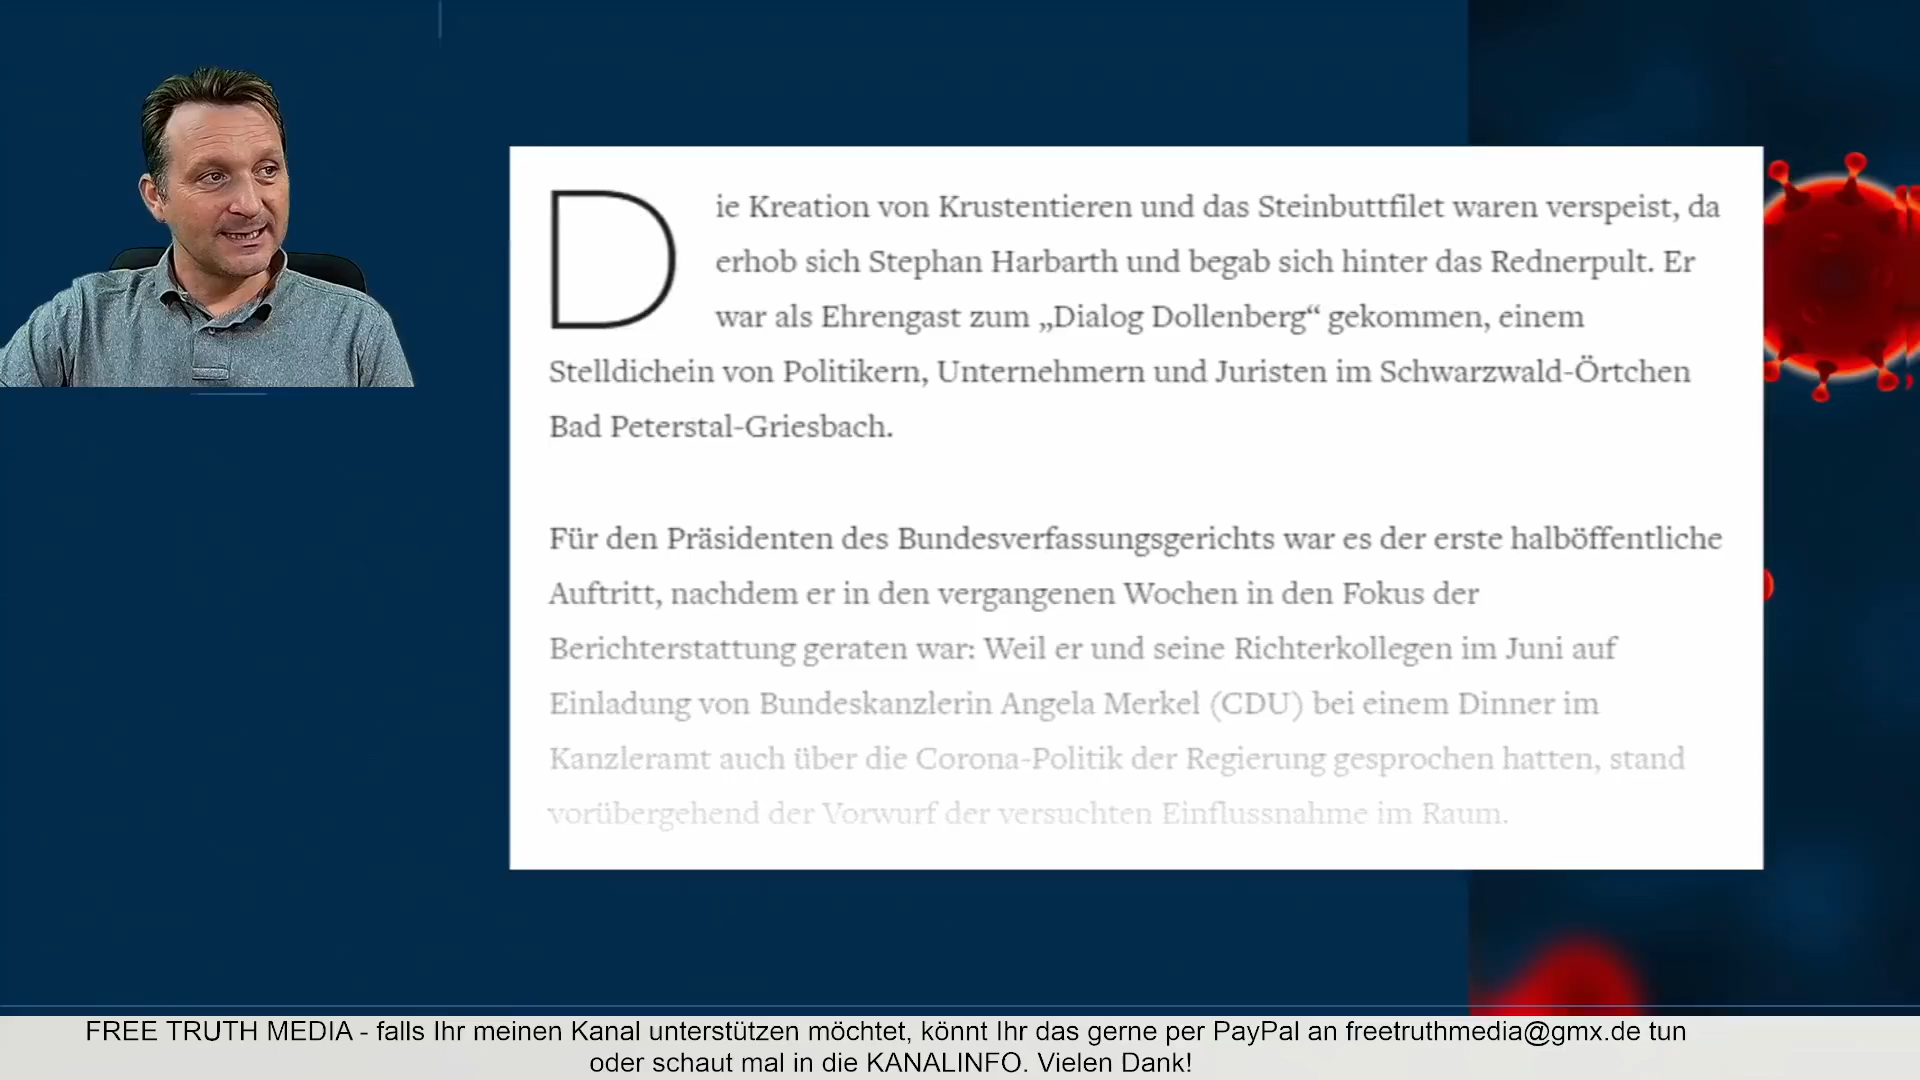 Die Kreation von Krustentieren und das Steinbuttfilet waren verspeist, da
erhob sich Stephan Harbarth und begab sich hinter das Rednerpult. Er
war als Ehrengast zum „Dialog Dollenberg“ gekommen, einem
Stelldichein von Politikern, Unternehmern und Juristen im Schwarzwald-Örtchen
Bad Peterstal-Griesbach.
Für den Präsidenten des Bundesverfassungsgerichts war es der erste halböffentliche
Auftritt, nachdem er in den vergangenen Wochen in den Fokus der
Berichterstattung geraten war: Weil er und seine Richterkollegen im Juni auf
Einladung von Bundeskanzlerin Angela Merkel (CDU) bei einem Dinner im
Kanzleramt auch über die Corona-Politik der Regierung gesprochen hatten, stand
vorübergehend der Vorwurf der versuchten Einflussnahme im Raum.
FREE TRUTH MEDIA - falls Ihr meinen Kanal unterstützen möchtet, könnt Ihr das gerne per PayPal an freetruthmedia@gmx.de tun
oder schaut mal in die KANALINFO. Vielen Dank!